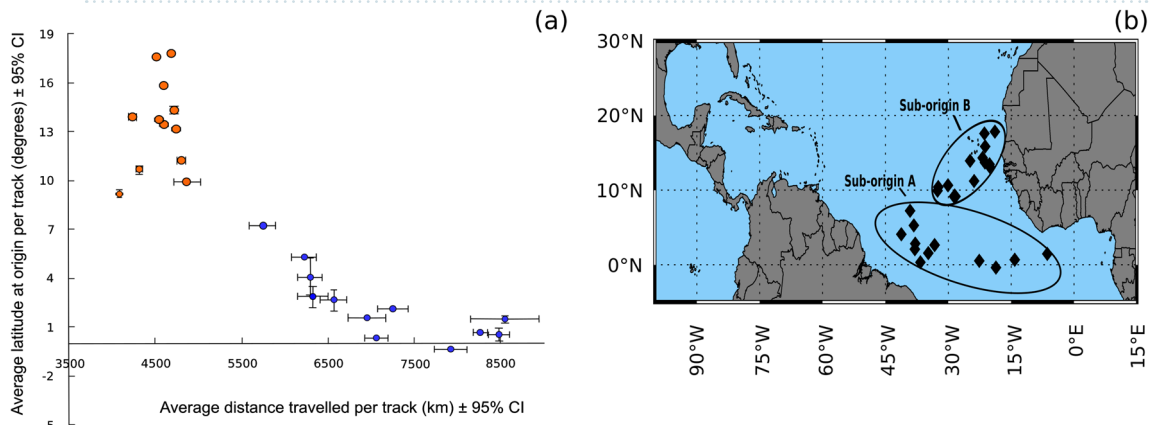 (a)
Average latitude at origin per track (degrees) ± 95% CI
19
16
13
10
7
4
1
-2
-5
3500 4500 5500 6500 7500 8500
Average distance travelled per track (km) ± 95% CI
(b)
30°N
20°N
10°N
0°N
Sub-origin B
Sub-origin A
90°W 75°W 60°W 45°W 30°W 15°W 0°E 15°E